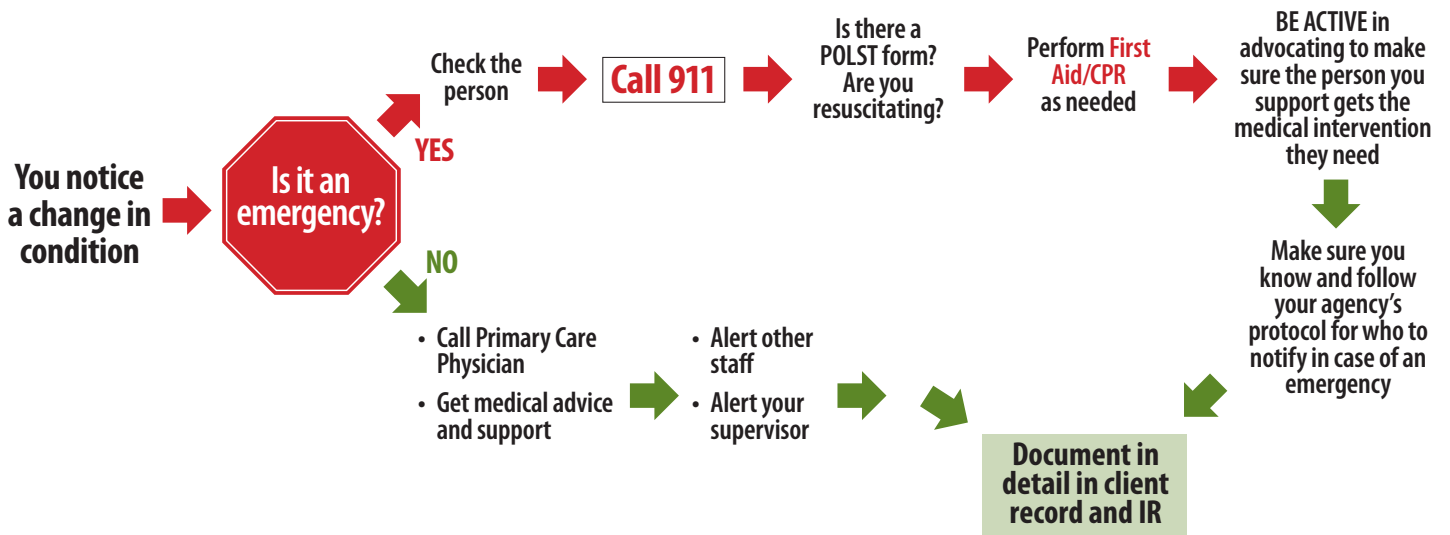 You notice
a change in
condition
Is it an
emergency?
YES
Check the
person
Call 911
Is there a
POLST form?
Are you
resuscitating?
Perform First
Aid/CPR
as needed
BE ACTIVE in
advocating to make
sure the person you
support gets the
medical intervention
they need
Make sure you
know and follow
your agency’s
protocol for who to
notify in case of an
emergency
NO
• Call Primary Care
Physician
• Get medical advice
and support
• Alert other
staff
• Alert your
supervisor
Document in
detail in client
record and IR